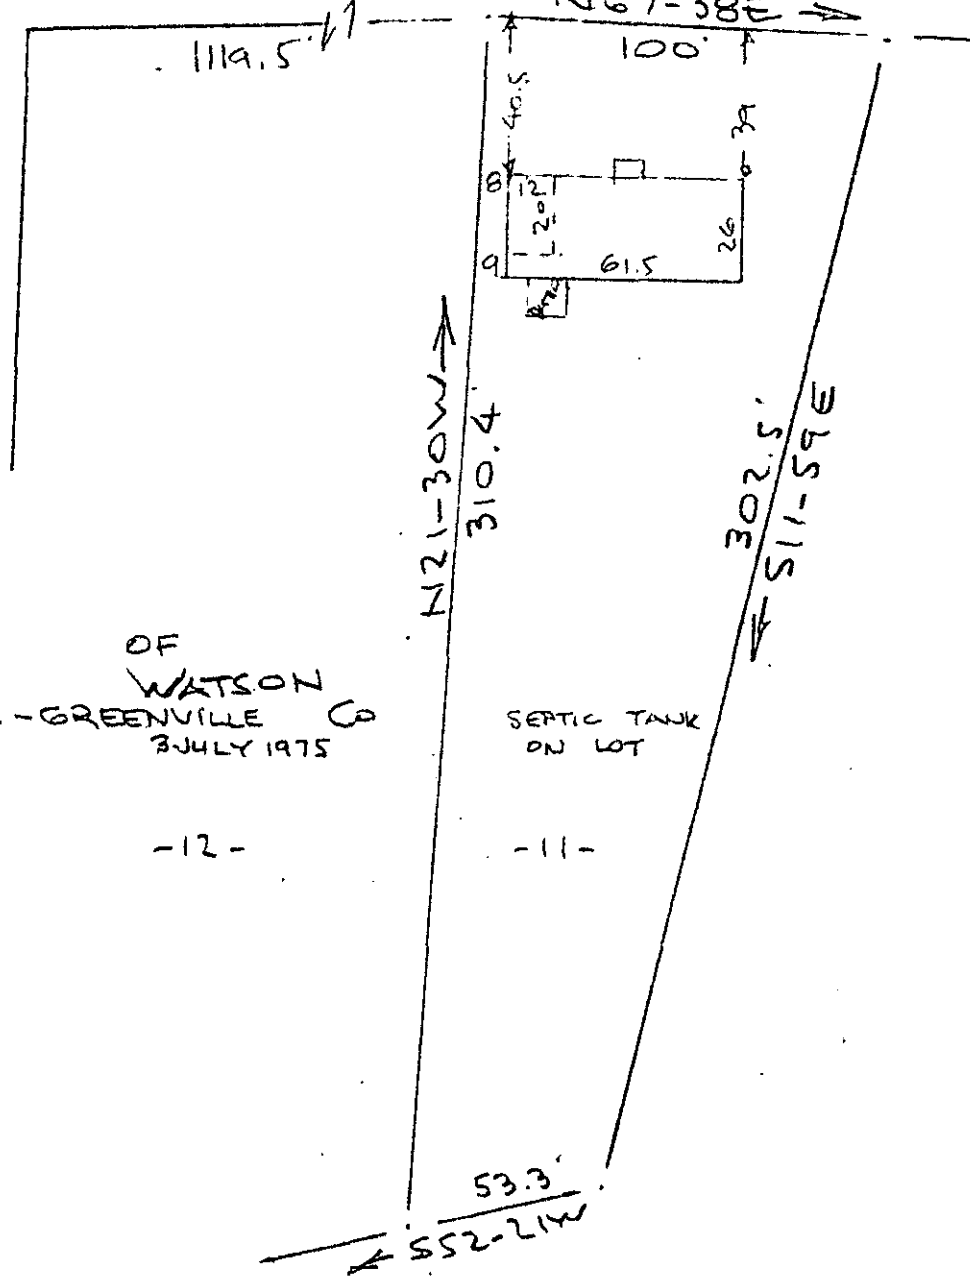 1119.5'
100'
40.5
39
8
12
20
26
9
61.5
N21-30W
310.4
302.5'
S11-59E
OF
WATSON
-GREENVILLE Co
3 JULY 1975
SEPTIC TANK
ON LOT
-12-
-11-
53.3'
S52-21W